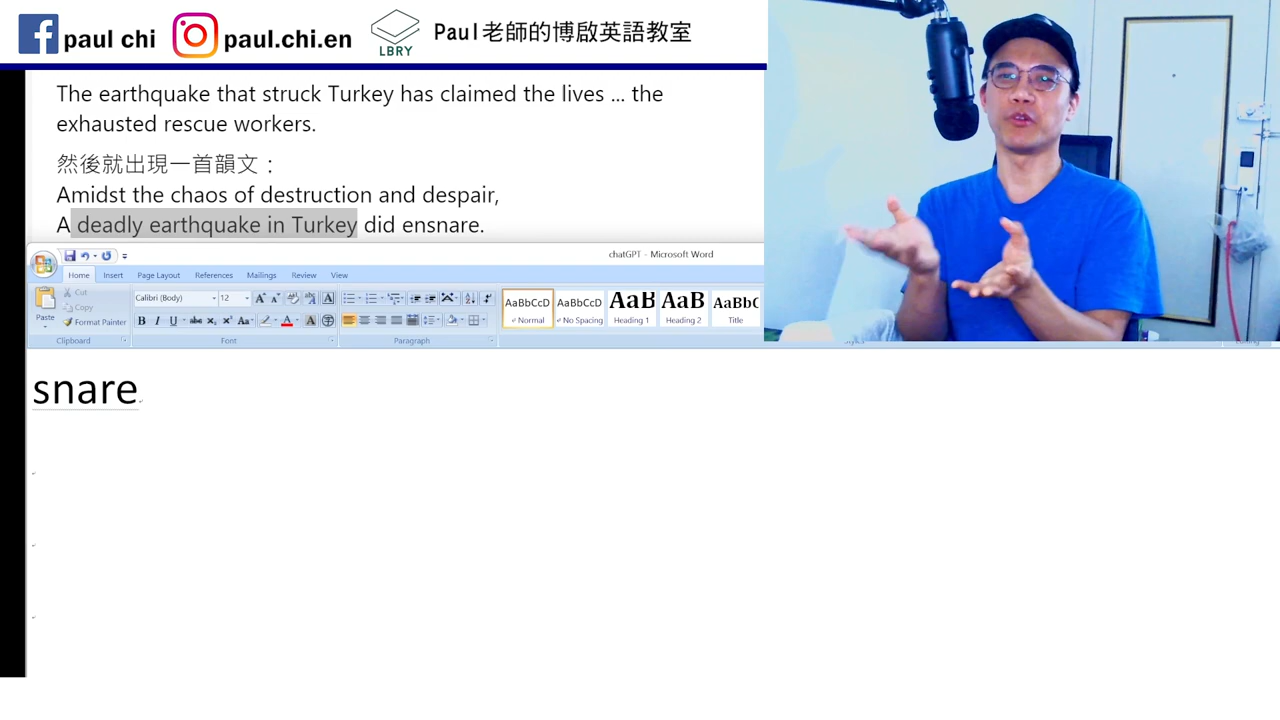 paul chi
paul.chi.en
LBRY
Paul老師的博啟英語教室
The earthquake that struck Turkey has claimed the lives ... the
exhausted rescue workers.
然後就出現一首韻文：
Amidst the chaos of destruction and despair,
A deadly earthquake in Turkey did ensnare.
chatGPT - Microsoft Word
Home Insert Page Layout References Mailings Review View
Paste
Cut
Copy
Format Painter
Clipboard
Calibri (Body) 12
Font
Paragraph
AaBbCcD AaBbCcD AaB AaB AaBbC
Normal No Spacing Heading 1 Heading 2 Title
snare